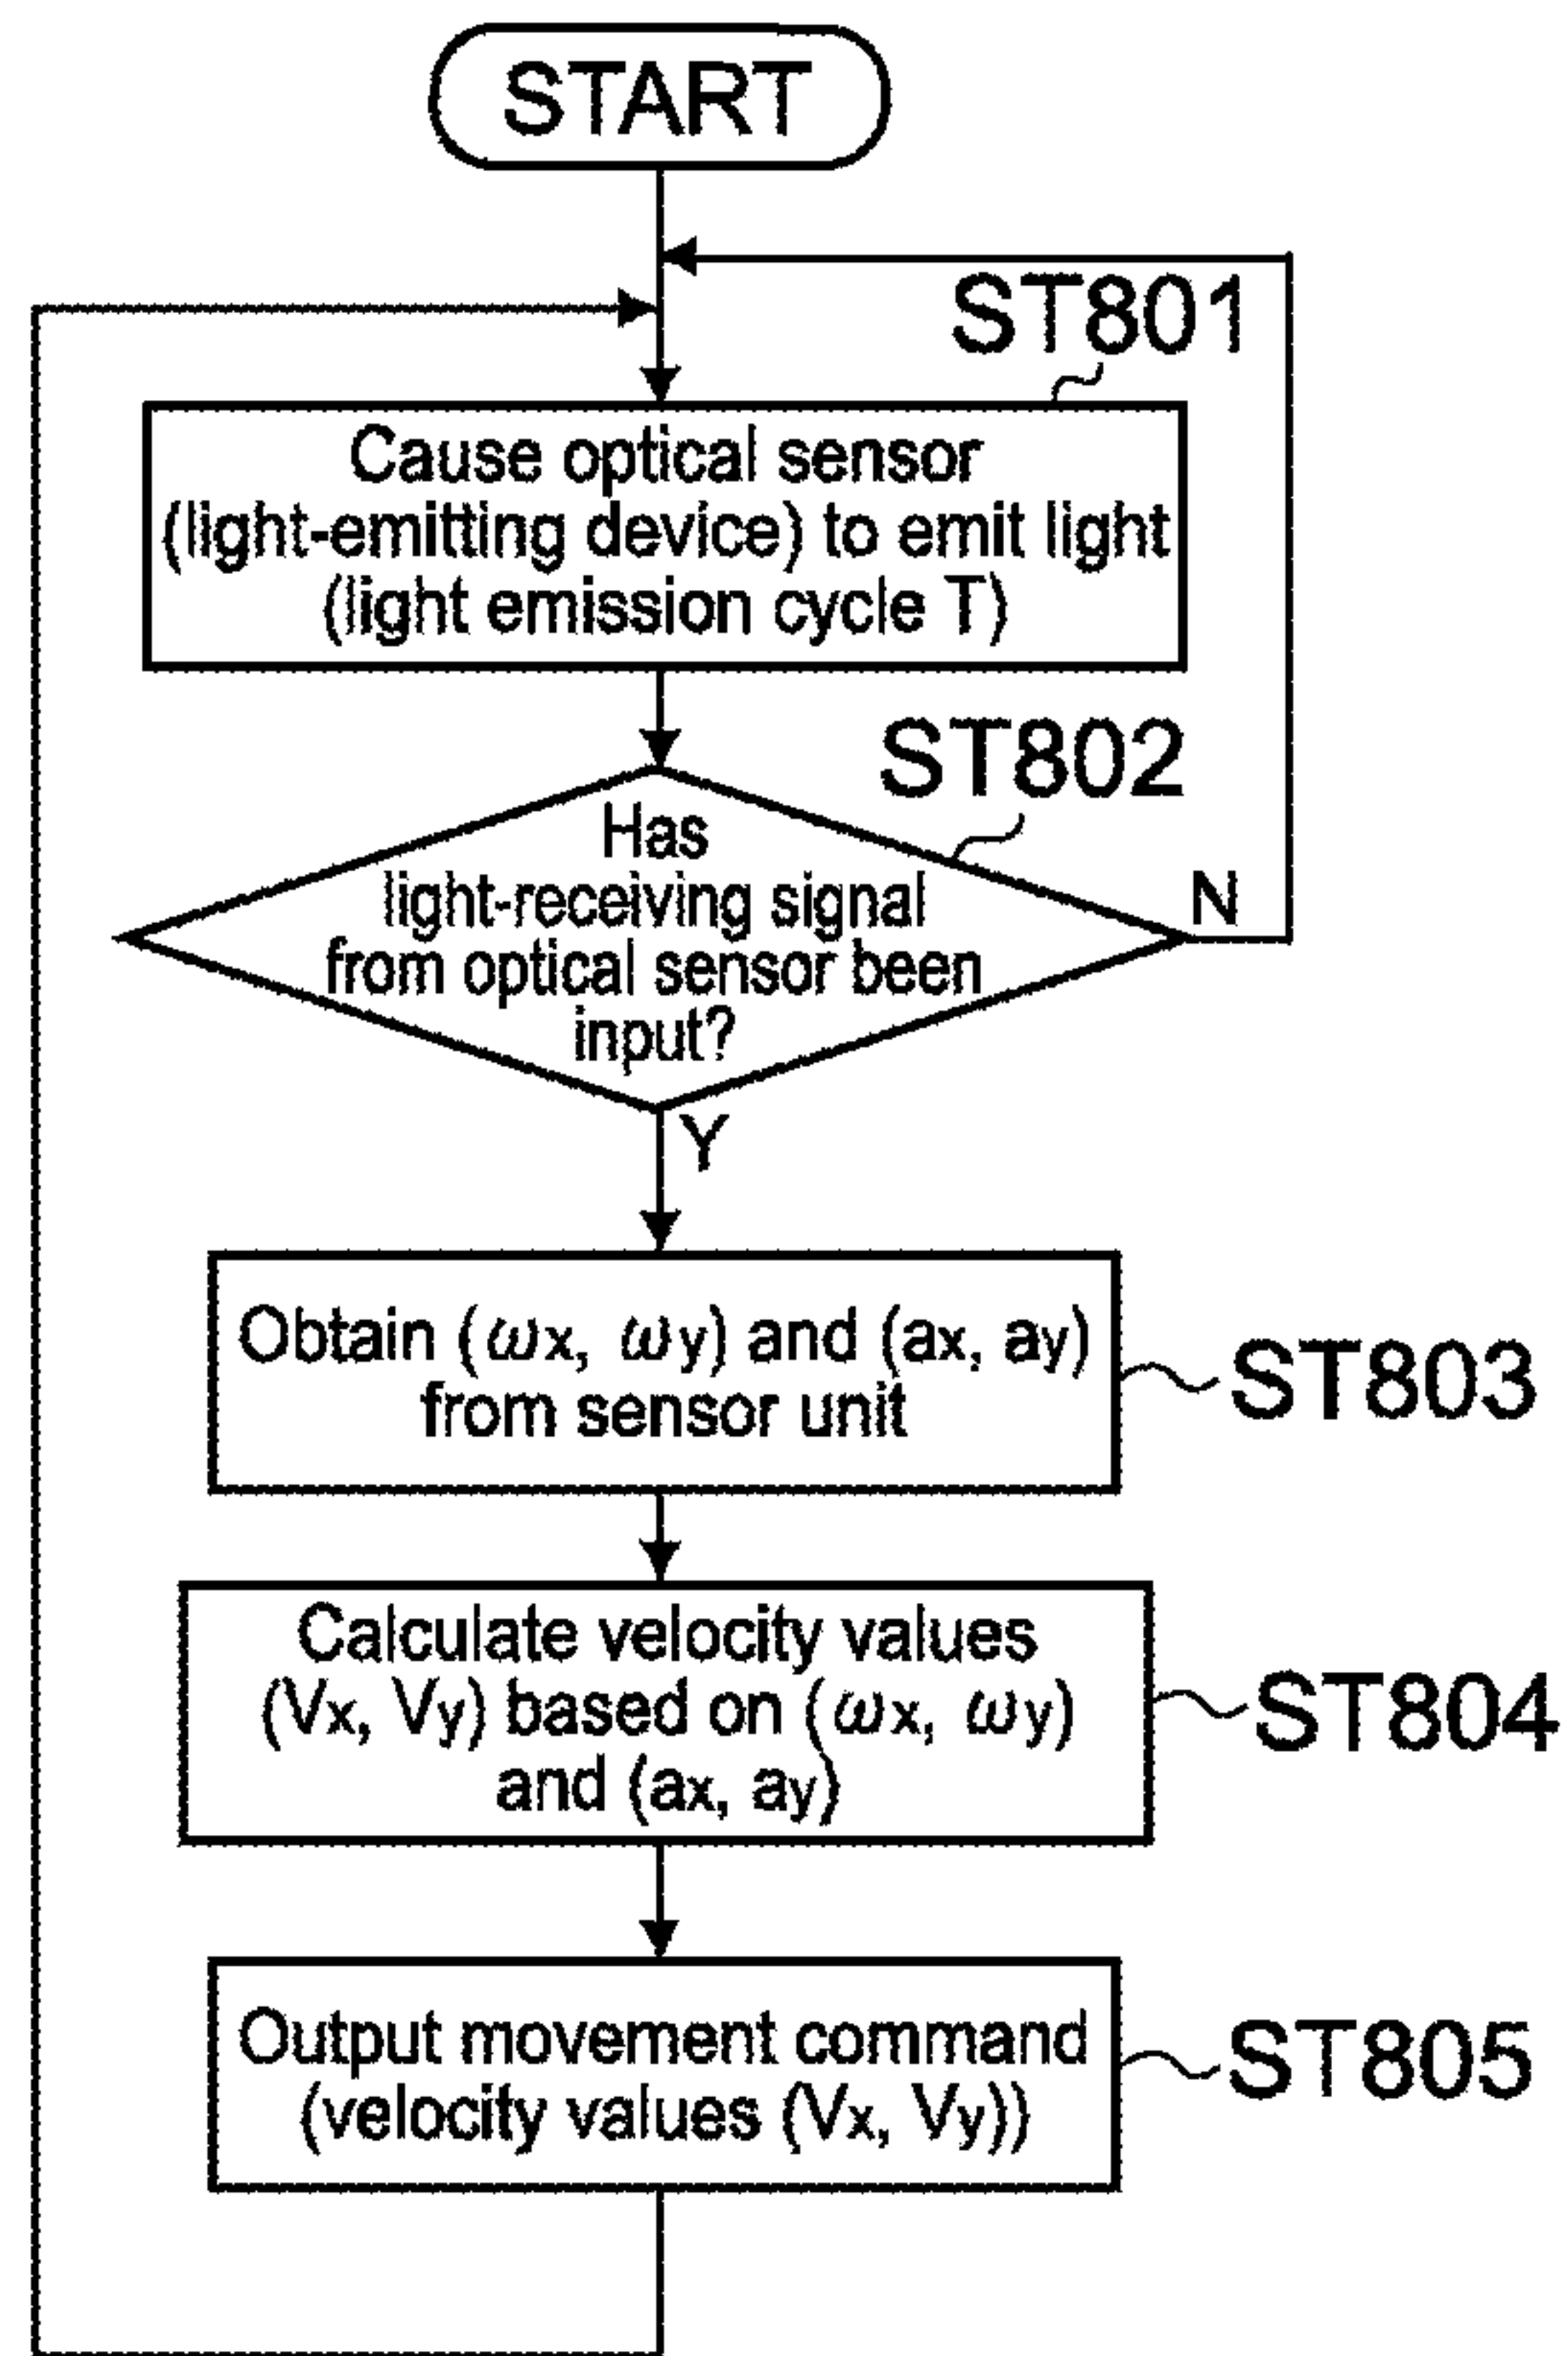 START
ST801
Cause optical sensor
(light-emitting device) to emit light
(light emission cycle T)
ST802
Has
light-receiving signal
from optical sensor been
input?
N
Y
Obtain (ωx, ωy) and (ax, ay)
from sensor unit
ST803
Calculate velocity values
(Vx, Vy) based on (ωx, ωy)
and (ax, ay)
ST804
Output movement command
(velocity values (Vx, Vy))
ST805